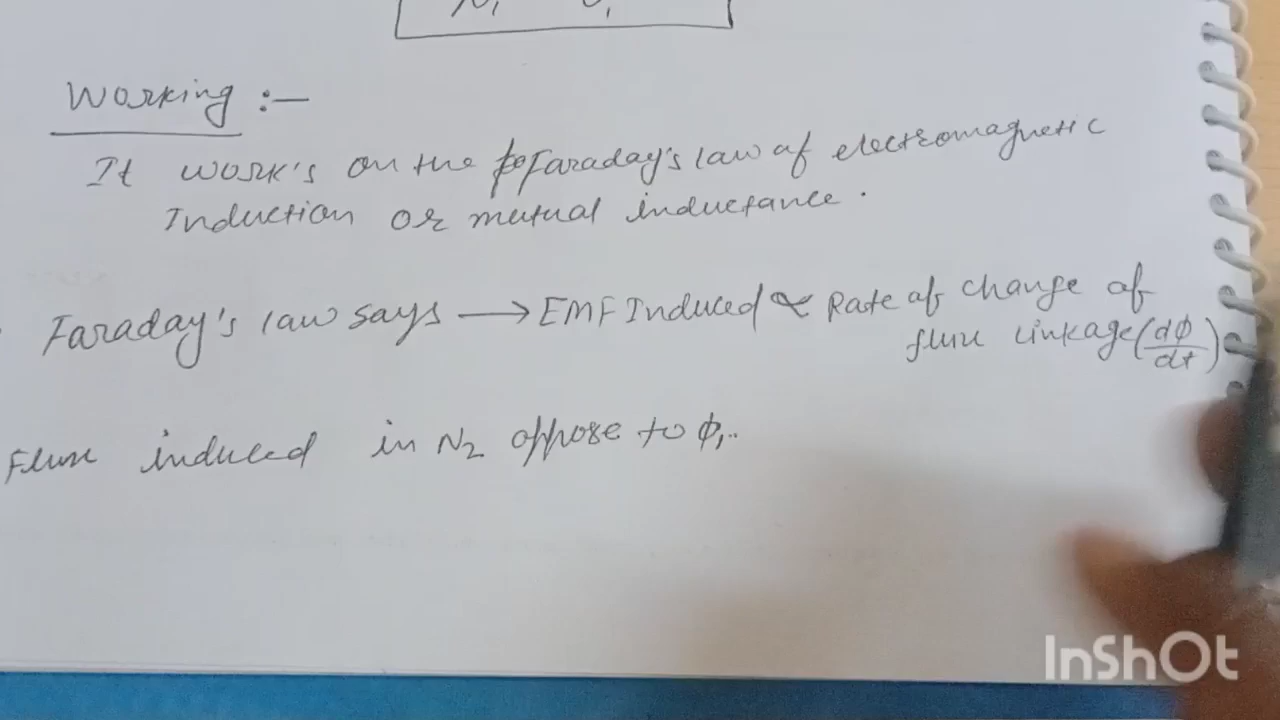 Working :-
It work's on the Faraday's law of electromagnetic
Induction or mutual inductance.
Faraday's law says → EMF Induced ∝ Rate of change of
flux linkage (dϕ/dt)
Flux induced in N2 oppose to ϕ1..
InShOt